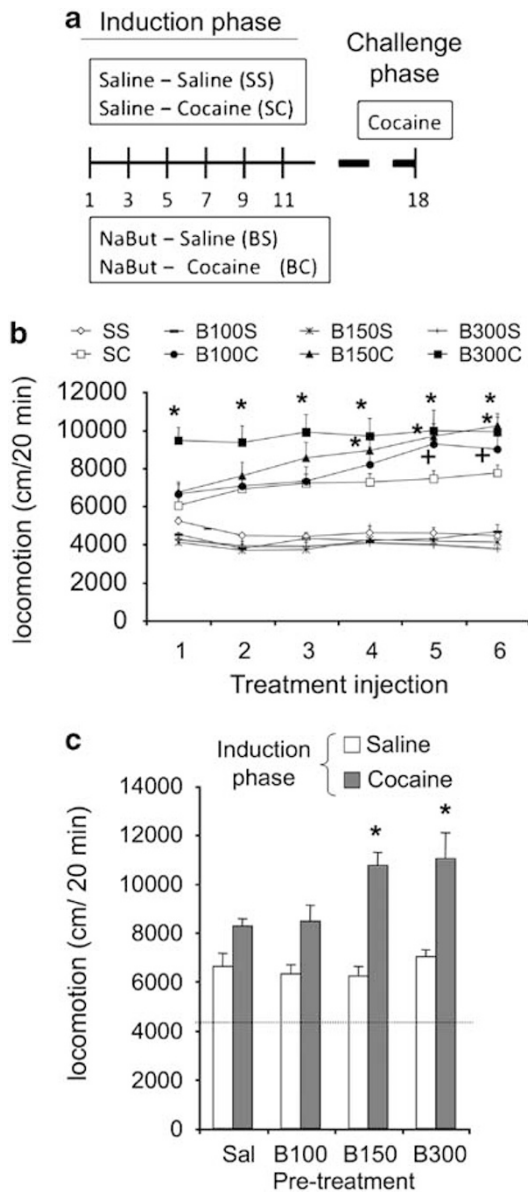 a
Induction phase
Challenge
phase
Saline – Saline (SS)
Saline – Cocaine (SC)
Cocaine
1 3 5 7 9 11 18
NaBut – Saline (BS)
NaBut – Cocaine (BC)
b
SS B100S B150S B300S
SC B100C B150C B300C
locomotion (cm/20 min)
12000
10000
8000
6000
4000
2000
0
* * * * * *
* * *
+ +
1 2 3 4 5 6
Treatment injection
c
Induction
phase
Saline
Cocaine
locomotion (cm/ 20 min)
14000
12000
10000
8000
6000
4000
2000
0
* *
Sal B100 B150 B300
Pre-treatment